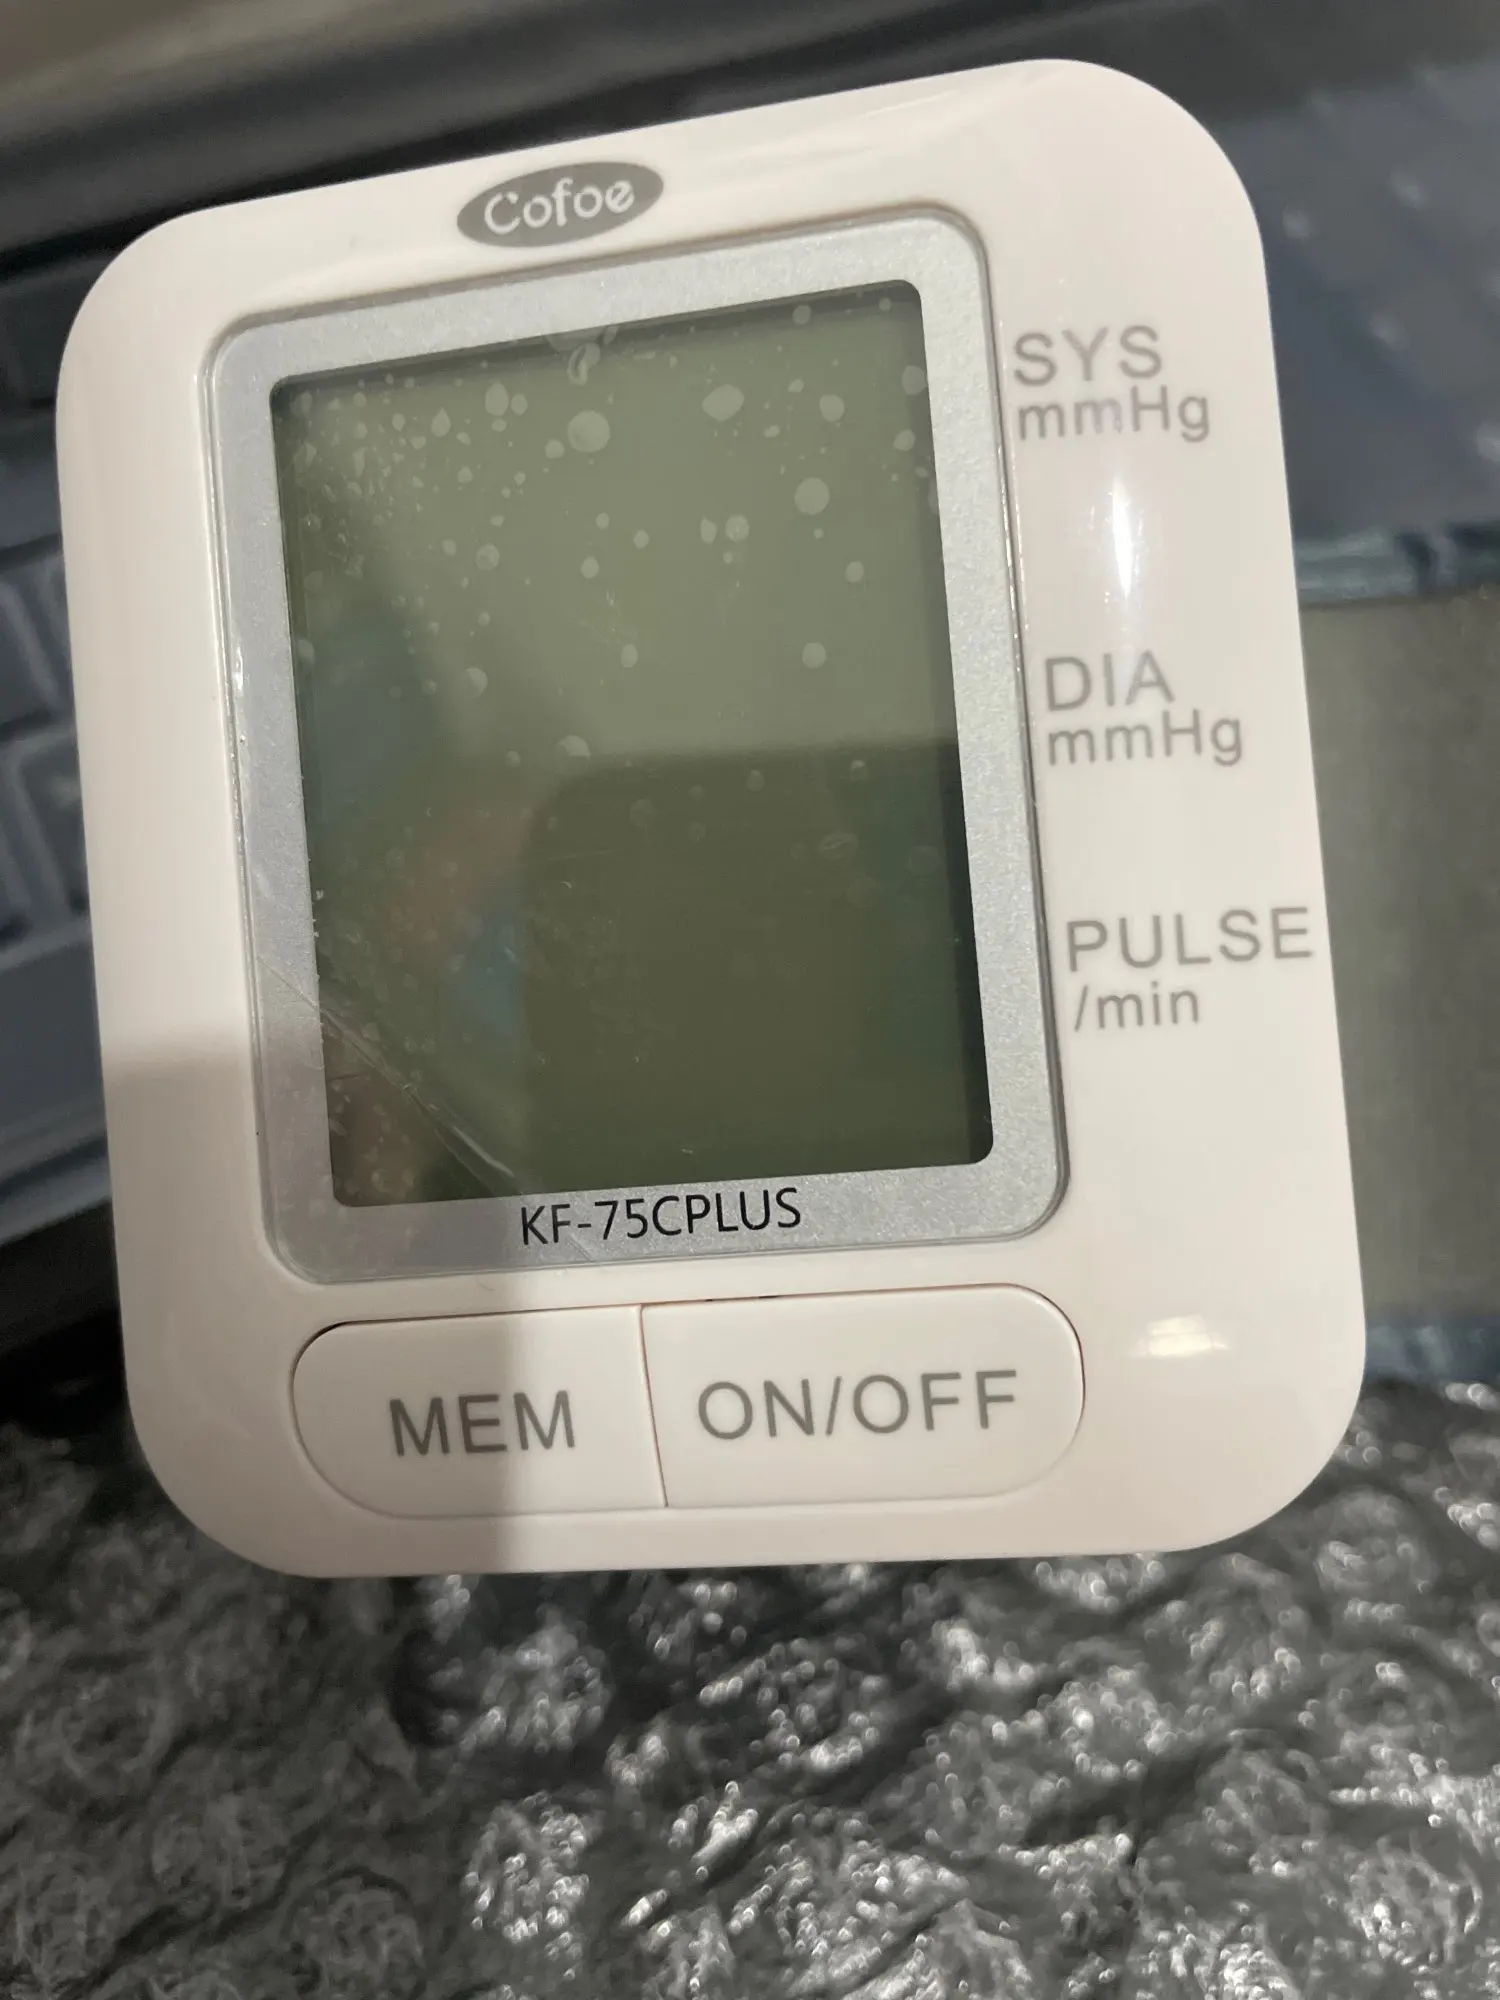 Cofoe
SYS
mmHg
DIA
mmHg
PULSE
/min
KF-75CPLUS
MEM
ON/OFF